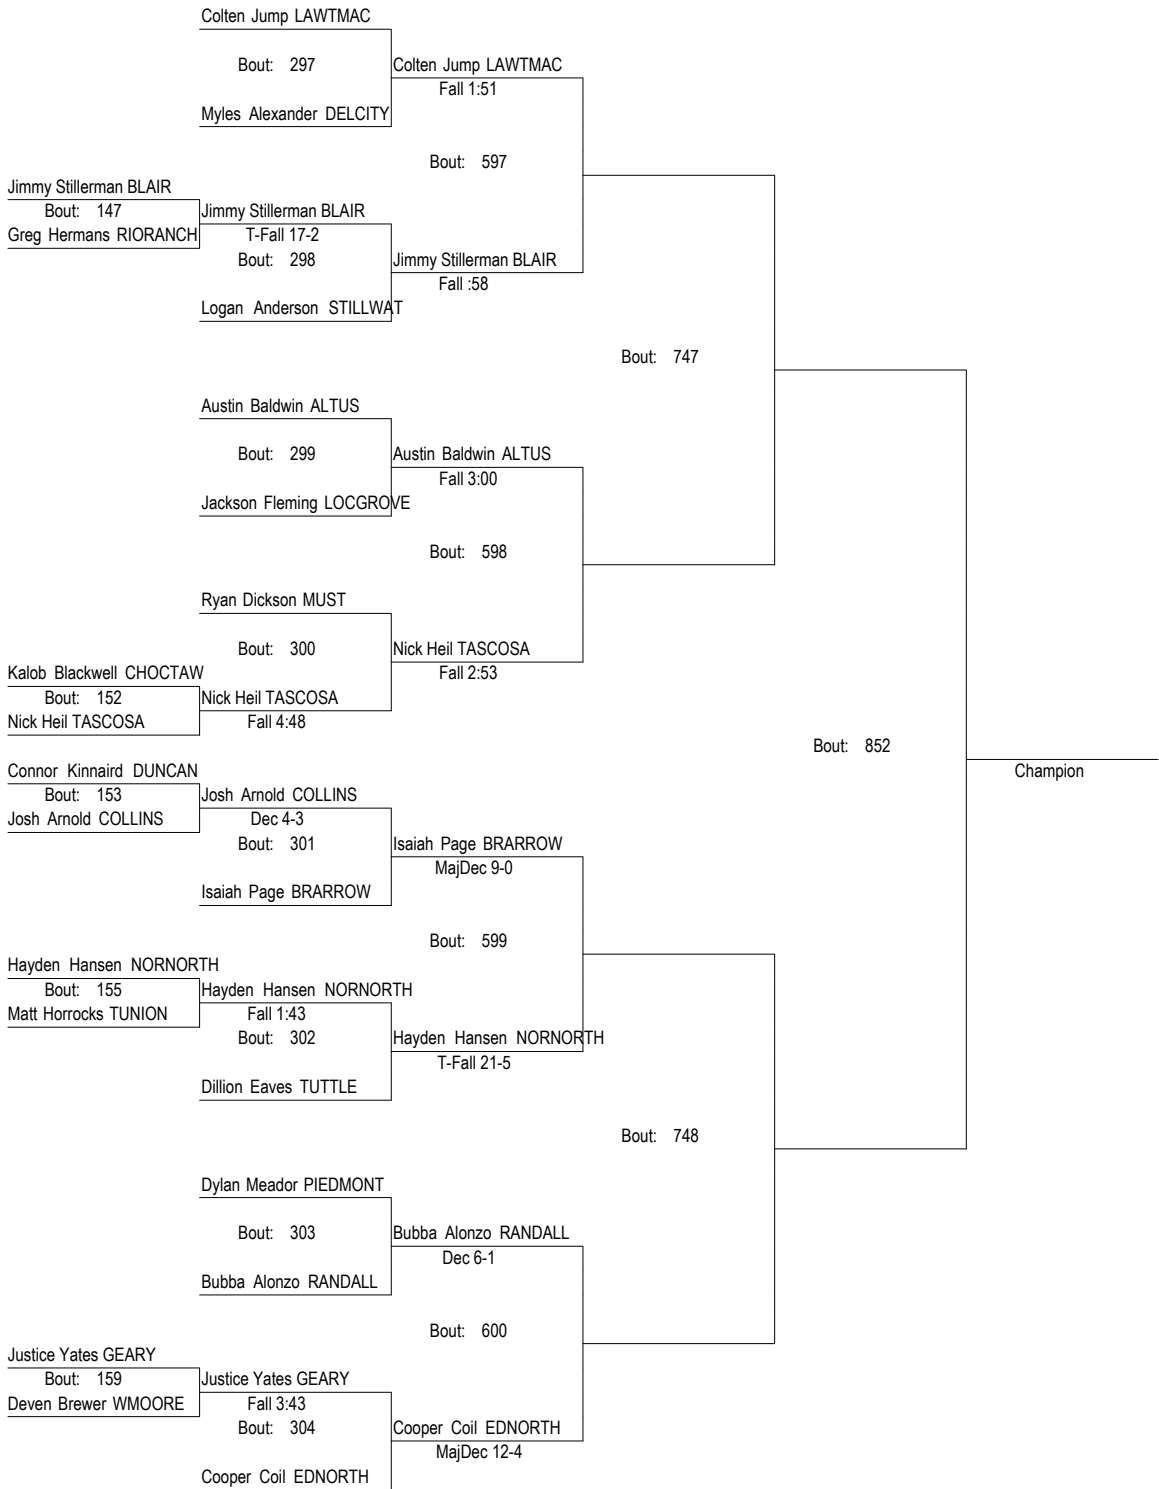 Colten Jump LAWTMAC
Bout: 297
Colten Jump LAWTMAC
Fall 1:51
Myles Alexander DELCITY
Bout: 597
Jimmy Stillerman BLAIR
Bout: 147
Jimmy Stillerman BLAIR
Greg Hermans RIORANCH
T-Fall 17-2
Bout: 298
Jimmy Stillerman BLAIR
Fall :58
Logan Anderson STILLWAT
Bout: 747
Austin Baldwin ALTUS
Bout: 299
Austin Baldwin ALTUS
Fall 3:00
Jackson Fleming LOCGROVE
Bout: 598
Ryan Dickson MUST
Bout: 300
Nick Heil TASCOSA
Fall 2:53
Kalob Blackwell CHOCTAW
Bout: 152
Nick Heil TASCOSA
Nick Heil TASCOSA
Fall 4:48
Bout: 852
Champion
Connor Kinnaird DUNCAN
Bout: 153
Josh Arnold COLLINS
Josh Arnold COLLINS
Dec 4-3
Bout: 301
Isaiah Page BRARROW
MajDec 9-0
Isaiah Page BRARROW
Bout: 599
Hayden Hansen NORNORTH
Bout: 155
Hayden Hansen NORNORTH
Matt Horrocks TUNION
Fall 1:43
Bout: 302
Hayden Hansen NORNORTH
T-Fall 21-5
Dillion Eaves TUTTLE
Bout: 748
Dylan Meador PIEDMONT
Bout: 303
Bubba Alonzo RANDALL
Dec 6-1
Bubba Alonzo RANDALL
Bout: 600
Justice Yates GEARY
Bout: 159
Justice Yates GEARY
Deven Brewer WMOORE
Fall 3:43
Bout: 304
Cooper Coil EDNORTH
MajDec 12-4
Cooper Coil EDNORTH